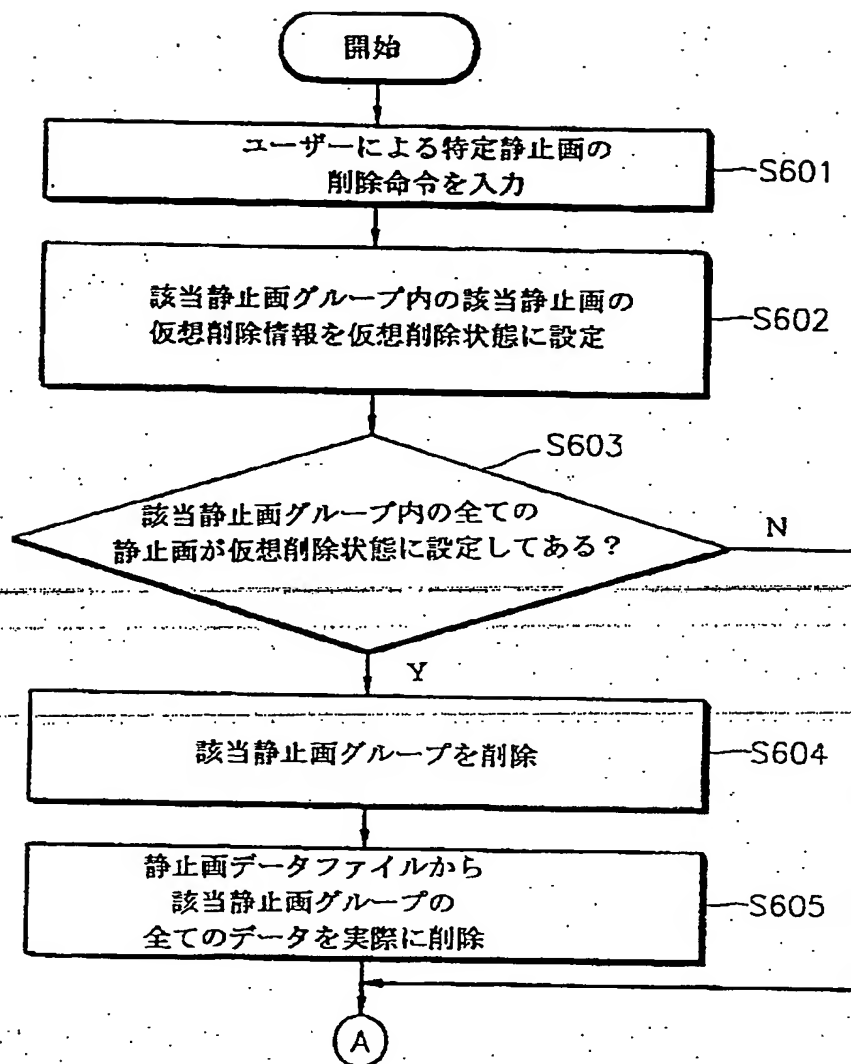 開始
ユーザーによる特定静止画の
削除命令を入力
S601
該当静止画グループ内の該当静止画の
仮想削除情報を仮想削除状態に設定
S602
S603
該当静止画グループ内の全ての
静止画が仮想削除状態に設定してある？
N
Y
該当静止画グループを削除
S604
静止画データファイルから
該当静止画グループの
全てのデータを実際に削除
S605
A